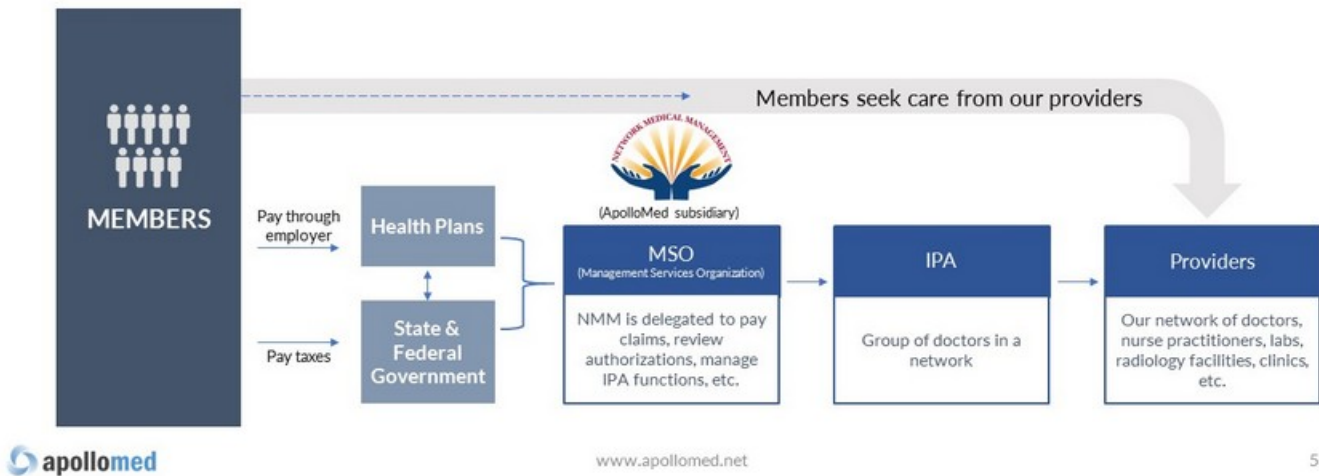 Members seek care from our providers
NETWORK MEDICAL MANAGEMENT
(ApolloMed subsidiary)
MEMBERS
Pay through
employer
Pay taxes
Health Plans
State &
Federal
Government
MSO
(Management Services Organization)
NMM is delegated to pay
claims, review
authorizations, manage
IPA functions, etc.
IPA
Group of doctors in a
network
Providers
Our network of doctors,
nurse practitioners, labs,
radiology facilities, clinics,
etc.
apollomed
www.apollomed.net
5